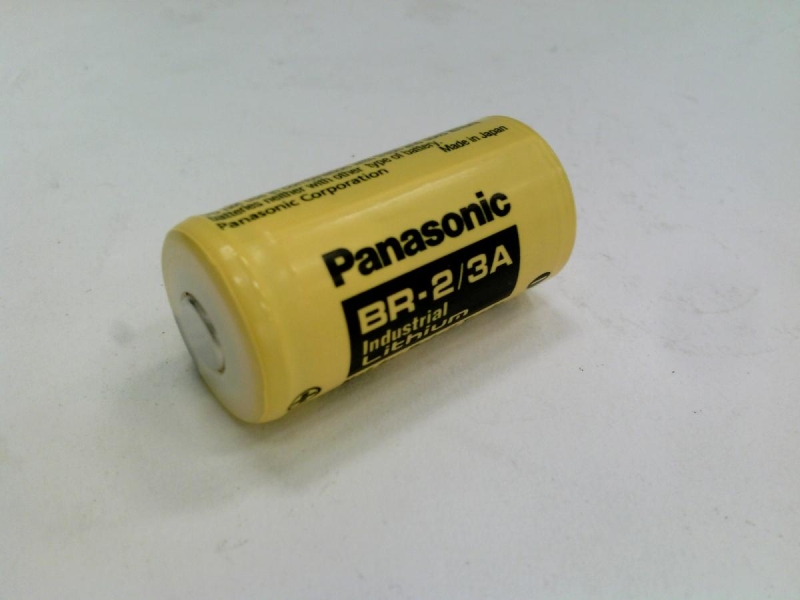 batteries neither with other type of battery,
Panasonic Corporation
Made in Japan
Panasonic
BR-2/3A
Industrial
Lithium